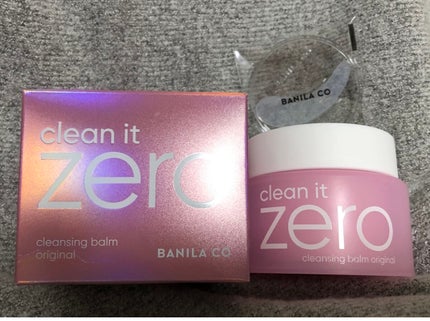 clean it
zero
cleansing balm
original
BANILA CO
BANILA CO
clean it
zero
cleansing balm original